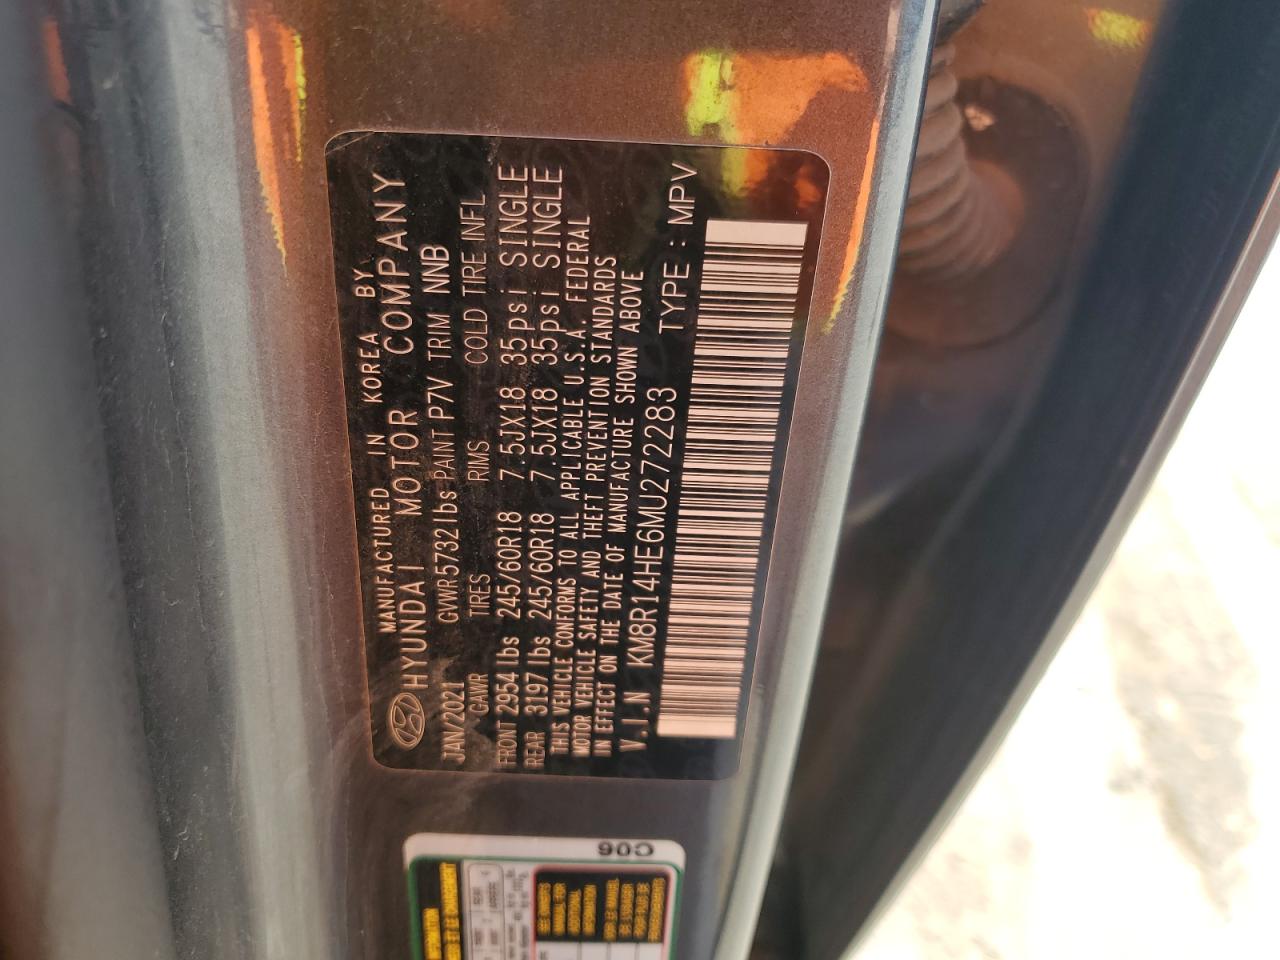 MANUFACTURED IN KOREA BY
HYUNDAI MOTOR COMPANY
JAN/2021 GVWR 5732 lbs PAINT P7V TRIM NNB
GAWR TIRES RIMS COLD TIRE INFL
FRONT 2954 lbs 245/60R18 7.5JX18 35psi SINGLE
REAR 3197 lbs 245/60R18 7.5JX18 35psi SINGLE
THIS VEHICLE CONFORMS TO ALL APPLICABLE U.S.A. FEDERAL
MOTOR VEHICLE SAFETY AND THEFT PREVENTION STANDARDS
IN EFFECT ON THE DATE OF MANUFACTURE SHOWN ABOVE
V.I.N KM8R14HE6MU272283 TYPE: MPV
C06